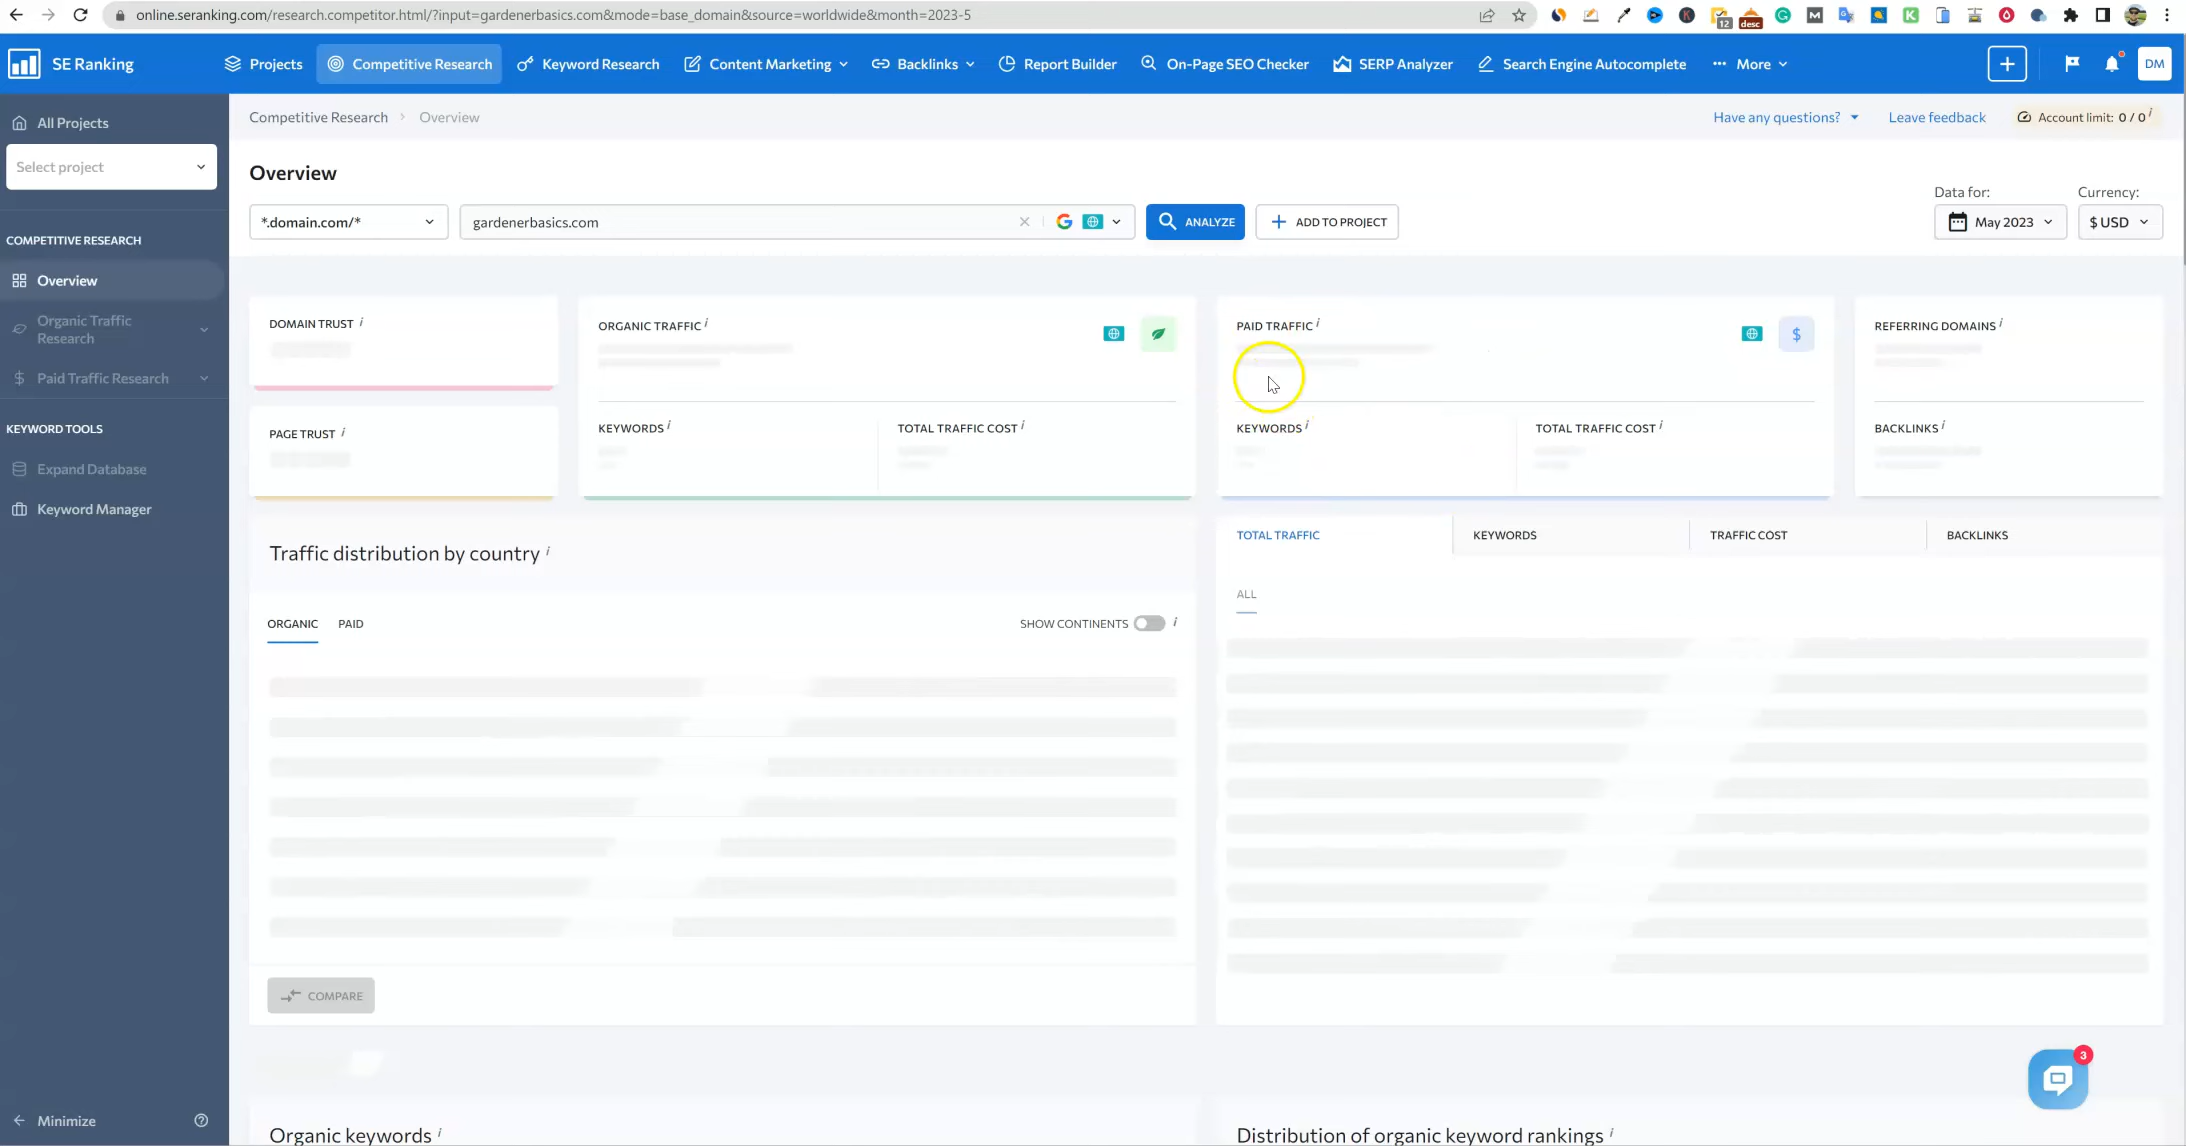 online.seranking.com/research.competitor.html/?input=gardenerbasics.com&mode=base_domain&source=worldwide&month=2023-5
12
desc
SE Ranking
Projects
Competitive Research
Keyword Research
Content Marketing
Backlinks
Report Builder
On-Page SEO Checker
SERP Analyzer
Search Engine Autocomplete
More
DM
All Projects
Select project
COMPETITIVE RESEARCH
Overview
Organic Traffic
Research
Paid Traffic Research
KEYWORD TOOLS
Expand Database
Keyword Manager
Minimize
Competitive Research > Overview
Have any questions?
Leave feedback
Account limit: 0 / 0 i
Overview
Data for:
Currency:
*.domain.com/*
gardenerbasics.com
ANALYZE
+ ADD TO PROJECT
May 2023
$ USD
DOMAIN TRUST i
PAGE TRUST i
ORGANIC TRAFFIC i
KEYWORDS i
TOTAL TRAFFIC COST i
PAID TRAFFIC i
$
KEYWORDS i
TOTAL TRAFFIC COST i
REFERRING DOMAINS i
BACKLINKS i
Traffic distribution by country i
ORGANIC
PAID
SHOW CONTINENTS i
COMPARE
TOTAL TRAFFIC
KEYWORDS
TRAFFIC COST
BACKLINKS
ALL
3
Organic keywords i
Distribution of organic keyword rankings i